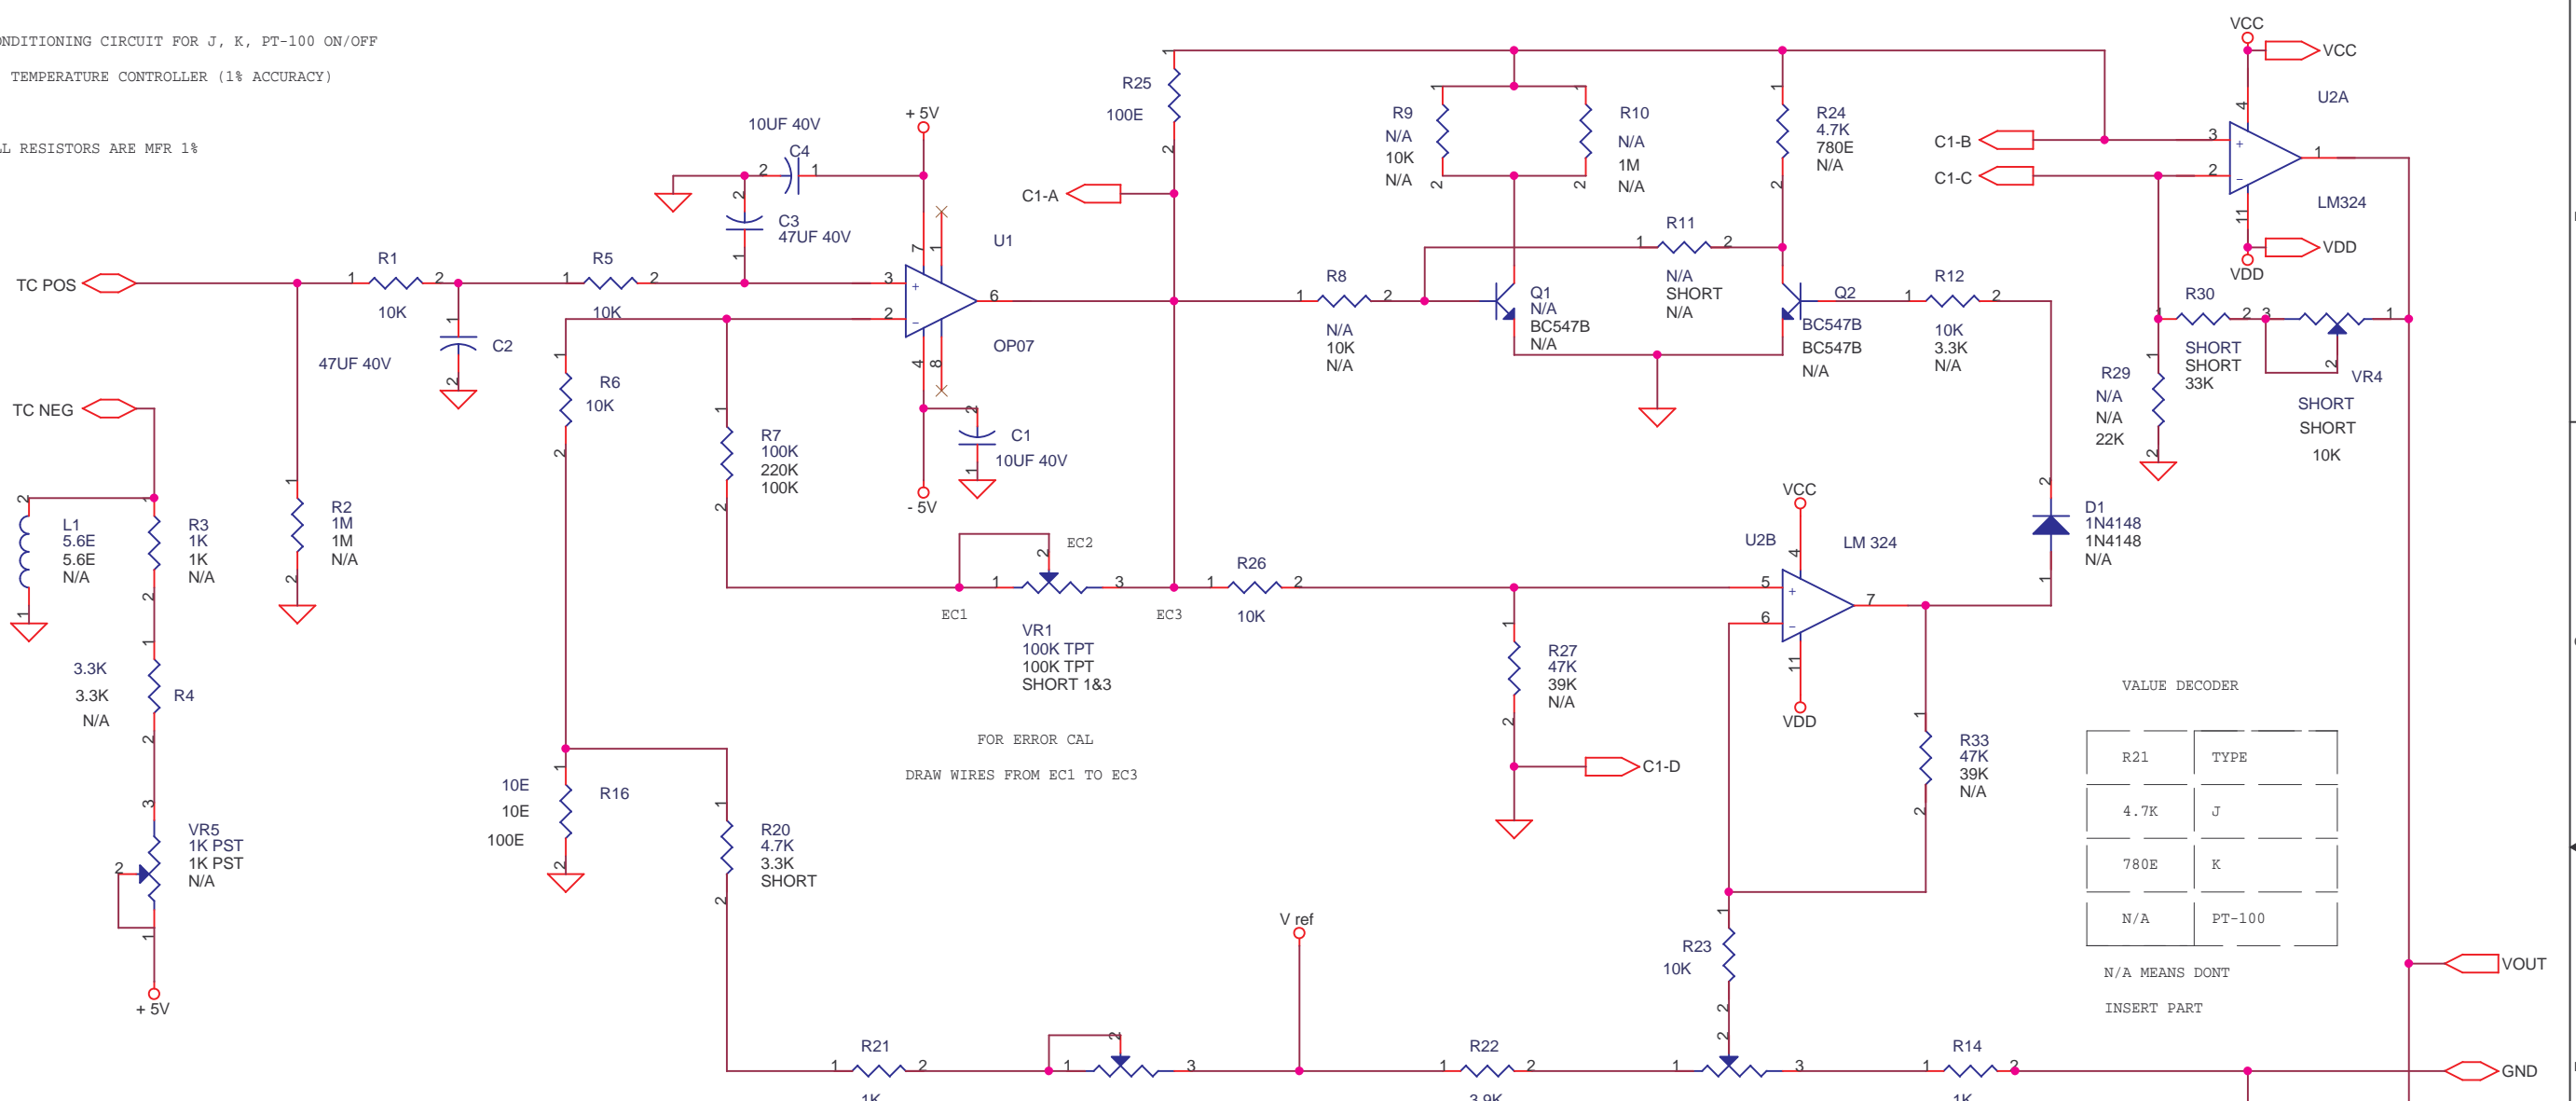 ONDITIONING CIRCUIT FOR J, K, PT-100 ON/OFF
TEMPERATURE CONTROLLER (1% ACCURACY)
LL RESISTORS ARE MFR 1%
TC POS
R1
10K
C2
47UF 40V
R5
10K
10UF 40V
C4
C3
47UF 40V
+ 5V
U1
OP07
- 5V
C1
10UF 40V
C1-A
R25
100E
TC NEG
L1
5.6E
5.6E
N/A
R3
1K
1K
N/A
R2
1M
1M
N/A
3.3K
3.3K
N/A
R4
VR5
1K PST
1K PST
N/A
+ 5V
R6
10K
R7
100K
220K
100K
EC1
EC2
EC3
VR1
100K TPT
100K TPT
SHORT 1&3
FOR ERROR CAL
DRAW WIRES FROM EC1 TO EC3
10E
10E
100E
R16
R20
4.7K
3.3K
SHORT
R21
1K
V ref
R22
3.9K
R14
1K
R9
N/A
10K
N/A
R10
N/A
1M
N/A
R24
4.7K
780E
N/A
R11
N/A
SHORT
N/A
R8
N/A
10K
N/A
Q1
N/A
BC547B
N/A
Q2
BC547B
BC547B
N/A
R12
10K
3.3K
N/A
C1-B
C1-C
VCC
VCC
U2A
LM324
VDD
VDD
R30
SHORT
SHORT
33K
R29
N/A
N/A
22K
VR4
SHORT
SHORT
10K
R26
10K
R27
47K
39K
N/A
C1-D
VCC
U2B
LM 324
VDD
D1
1N4148
1N4148
N/A
R33
47K
39K
N/A
R23
10K
VALUE DECODER
R21 TYPE
4.7K J
780E K
N/A PT-100
N/A MEANS DONT
INSERT PART
VOUT
GND